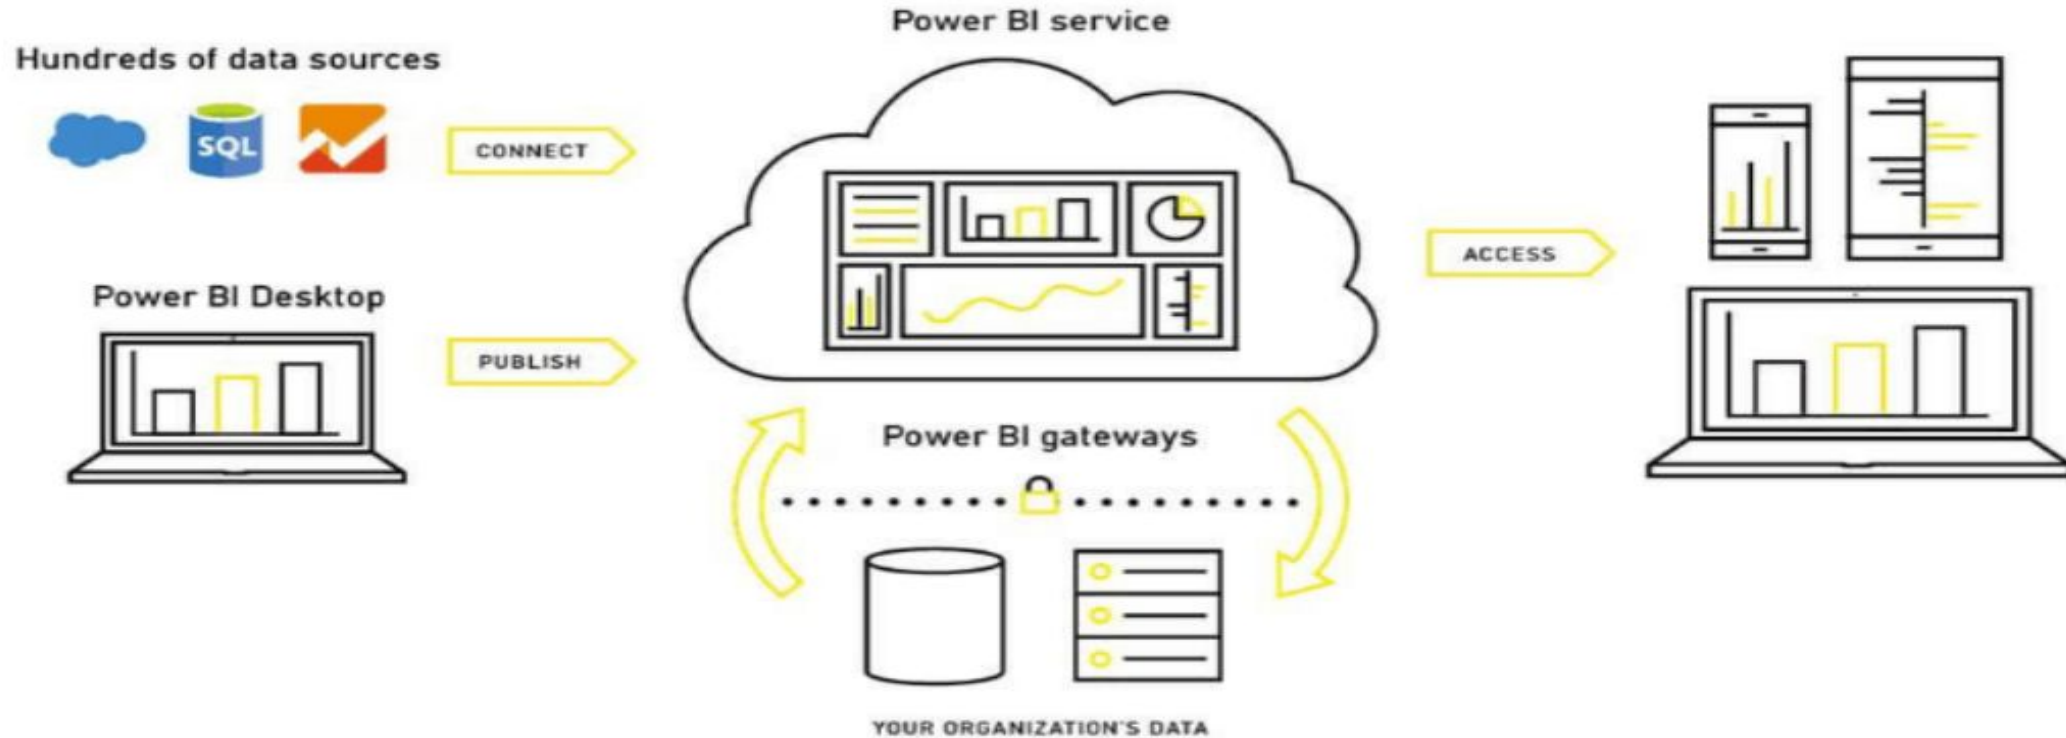 Power BI service
Hundreds of data sources
SQL
CONNECT
ACCESS
Power BI Desktop
PUBLISH
Power BI gateways
YOUR ORGANIZATION'S DATA